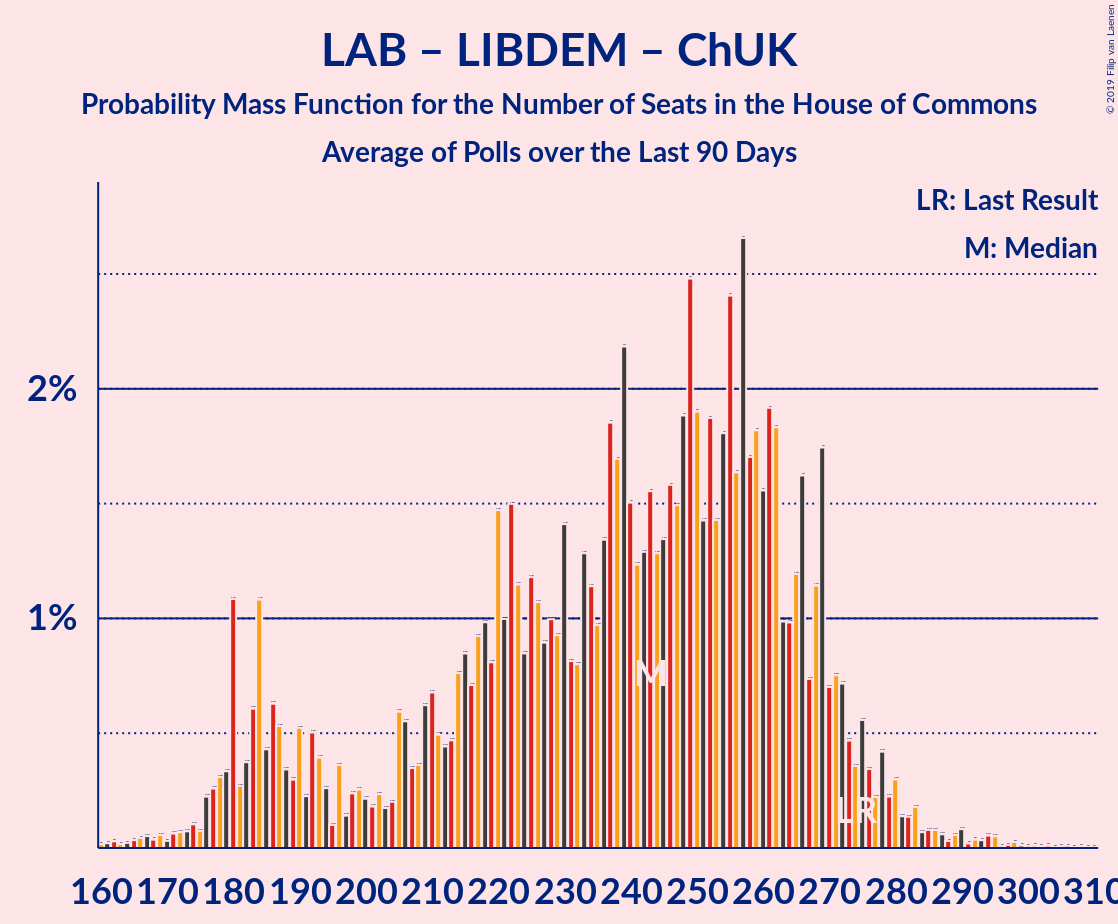 LAB – LIBDEM – ChUK
Probability Mass Function for the Number of Seats in the House of Commons
Average of Polls over the Last 90 Days
© 2019 Filip van Laenen
LR: Last Result
M: Median
2%
1%
M
LR
160 170 180 190 200 210 220 230 240 250 260 270 280 290 300 310